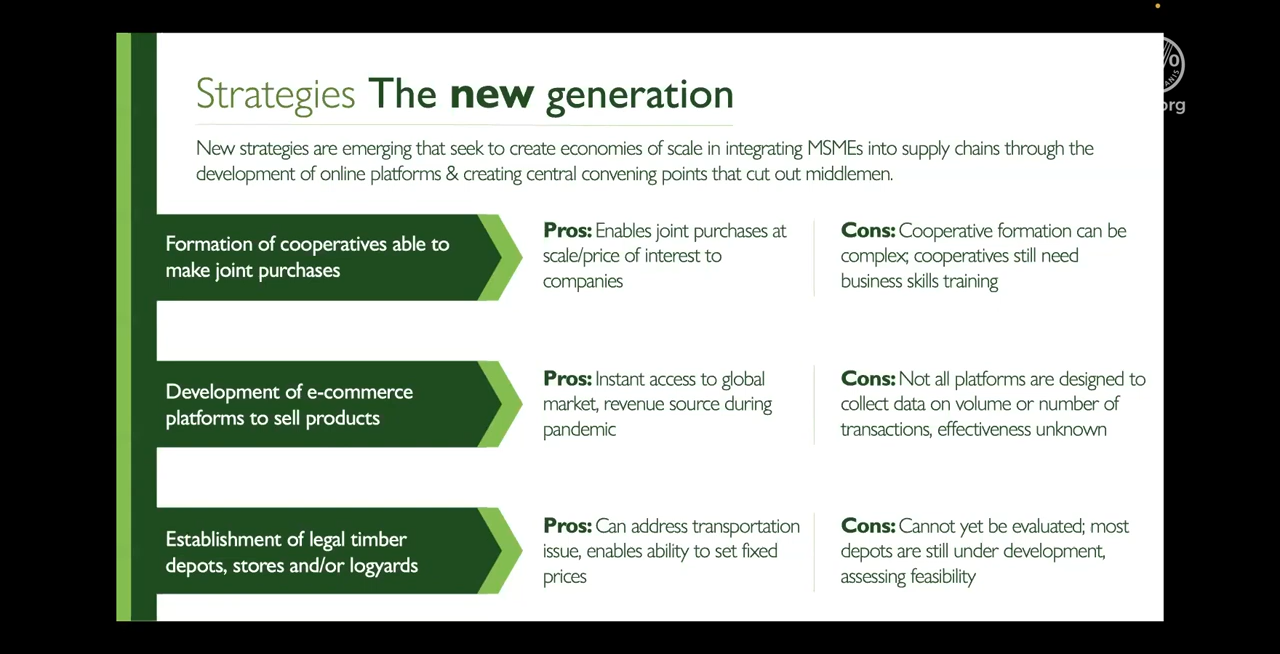 Strategies The new generation
New strategies are emerging that seek to create economies of scale in integrating MSMEs into supply chains through the
development of online platforms & creating central convening points that cut out middlemen.
Formation of cooperatives able to
make joint purchases
Pros: Enables joint purchases at
scale/price of interest to
companies
Cons: Cooperative formation can be
complex; cooperatives still need
business skills training
Development of e-commerce
platforms to sell products
Pros: Instant access to global
market, revenue source during
pandemic
Cons: Not all platforms are designed to
collect data on volume or number of
transactions, effectiveness unknown
Establishment of legal timber
depots, stores and/or logyards
Pros: Can address transportation
issue, enables ability to set fixed
prices
Cons: Cannot yet be evaluated; most
depots are still under development,
assessing feasibility
org